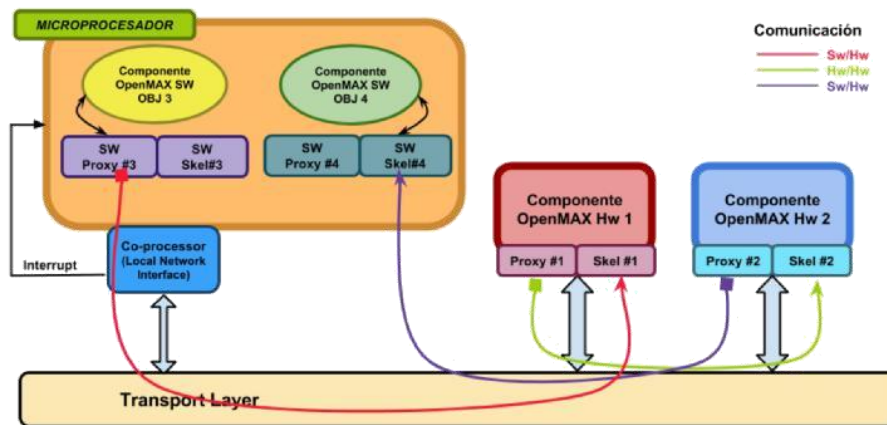 MICROPROCESADOR
Comunicación
Sw/Hw
Hw/Hw
Sw/Hw
Componente
OpenMAX SW
OBJ 3
Componente
OpenMAX SW
OBJ 4
SW
Proxy #3
SW
Skel#3
SW
Proxy #4
SW
Skel#4
Componente
OpenMAX Hw 1
Componente
OpenMAX Hw 2
Proxy #1
Skel #1
Proxy #2
Skel #2
Co-processor
(Local Network
Interface)
Interrupt
Transport Layer